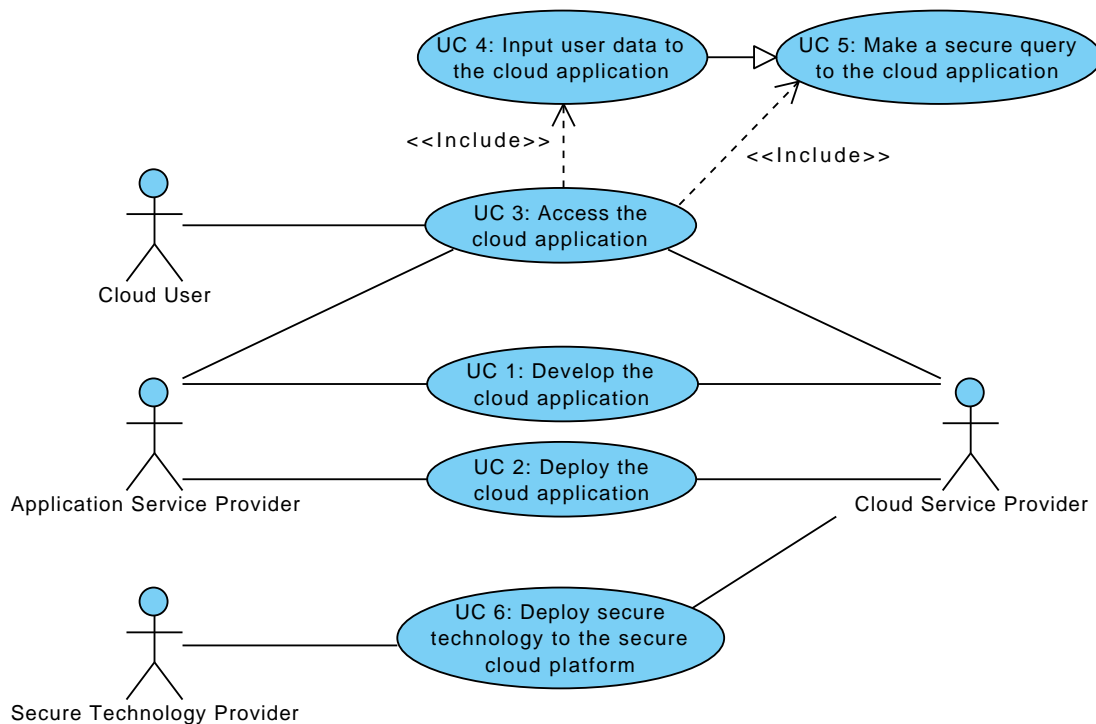 UC 4: Input user data to
the cloud application
UC 5: Make a secure query
to the cloud application
<<Include>>
<<Include>>
UC 3: Access the
cloud application
Cloud User
UC 1: Develop the
cloud application
UC 2: Deploy the
cloud application
Application Service Provider
Cloud Service Provider
UC 6: Deploy secure
technology to the secure
cloud platform
Secure Technology Provider